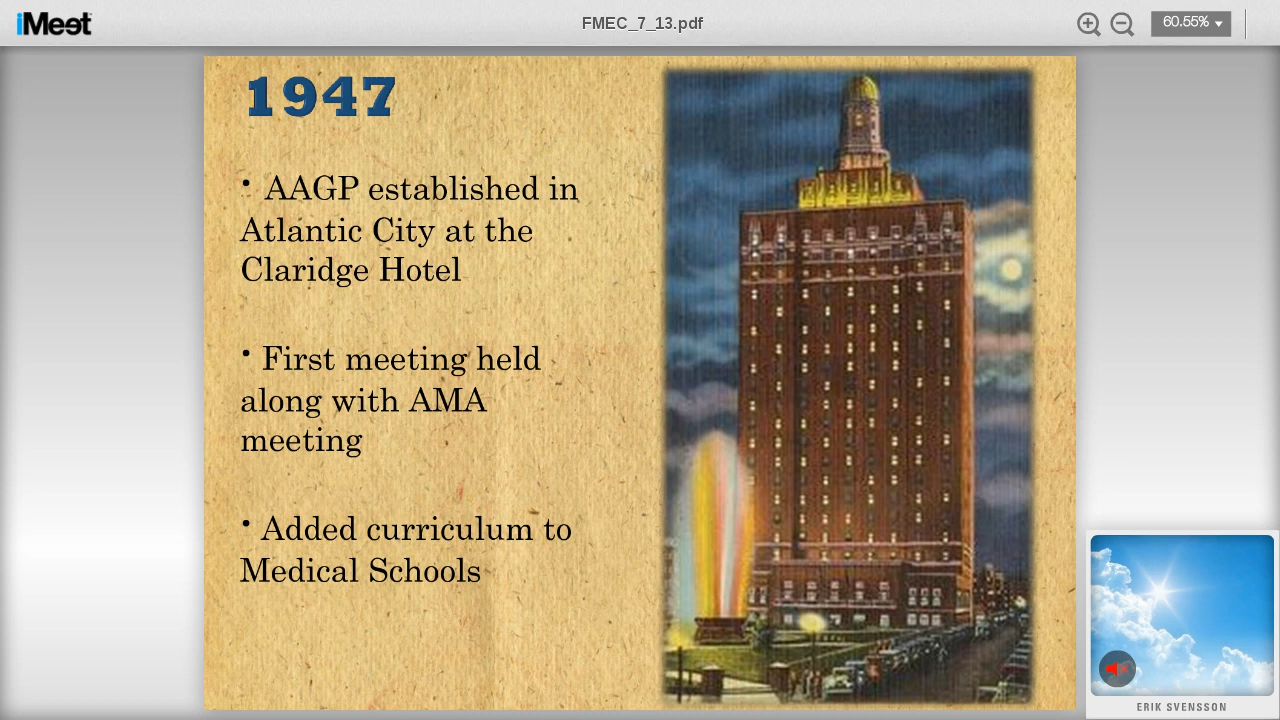 iMeet
FMEC_7_13.pdf
60.55%
1947
• AAGP established in
Atlantic City at the
Claridge Hotel
• First meeting held
along with AMA
meeting
• Added curriculum to
Medical Schools
ERIK SVENSSON